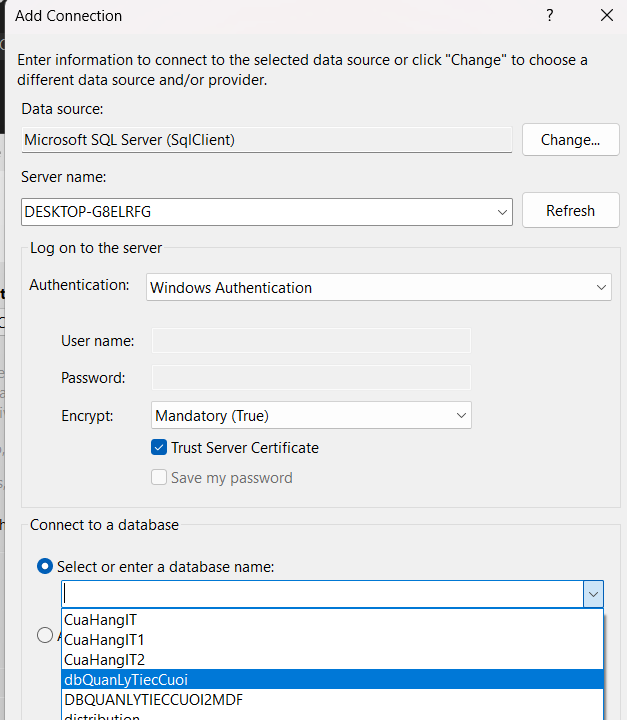 Add Connection
?
Enter information to connect to the selected data source or click "Change" to choose a
different data source and/or provider.
Data source:
Microsoft SQL Server (SqlClient)
Change...
Server name:
DESKTOP-G8ELRFG
Refresh
Log on to the server
Authentication:
Windows Authentication
User name:
Password:
Encrypt:
Mandatory (True)
Trust Server Certificate
Save my password
Connect to a database
Select or enter a database name:
CuaHangIT
CuaHangIT1
CuaHangIT2
dbQuanLyTiecCuoi
DBQUANLYTIECCUOI2MDF
distribution